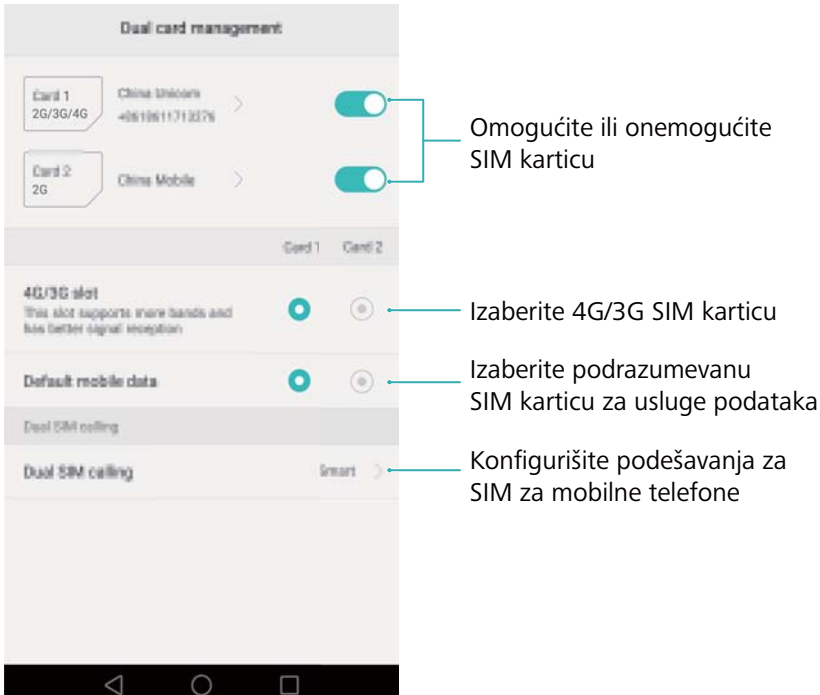 Dual card management
Card 1
2G/3G/4G
China Unicom
Card 2
2G
China Mobile
Omogućite ili onemogućite
SIM karticu
Card 1 Card 2
4G/3G slot
This slot supports more bands and
has better signal reception
Izaberite 4G/3G SIM karticu
Default mobile data
Izaberite podrazumevanu
SIM karticu za usluge podataka
Dual SIM calling
Dual SIM calling
Smart
Konfigurišite podešavanja za
SIM za mobilne telefone